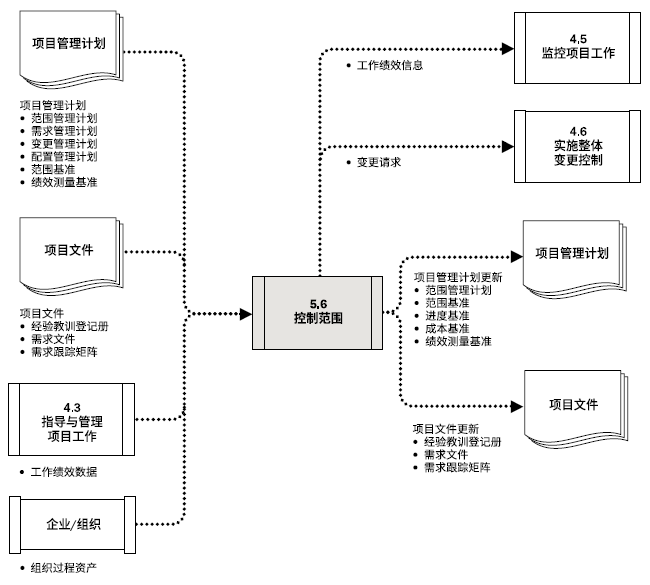 项目管理计划
项目管理计划
• 范围管理计划
• 需求管理计划
• 变更管理计划
• 配置管理计划
• 范围基准
• 绩效测量基准
项目文件
项目文件
• 经验教训登记册
• 需求文件
• 需求跟踪矩阵
4.3
指导与管理
项目工作
• 工作绩效数据
企业/组织
• 组织过程资产
5.6
控制范围
4.5
监控项目工作
• 工作绩效信息
4.6
实施整体
变更控制
• 变更请求
项目管理计划
项目管理计划更新
• 范围管理计划
• 范围基准
• 进度基准
• 成本基准
• 绩效测量基准
项目文件
项目文件更新
• 经验教训登记册
• 需求文件
• 需求跟踪矩阵